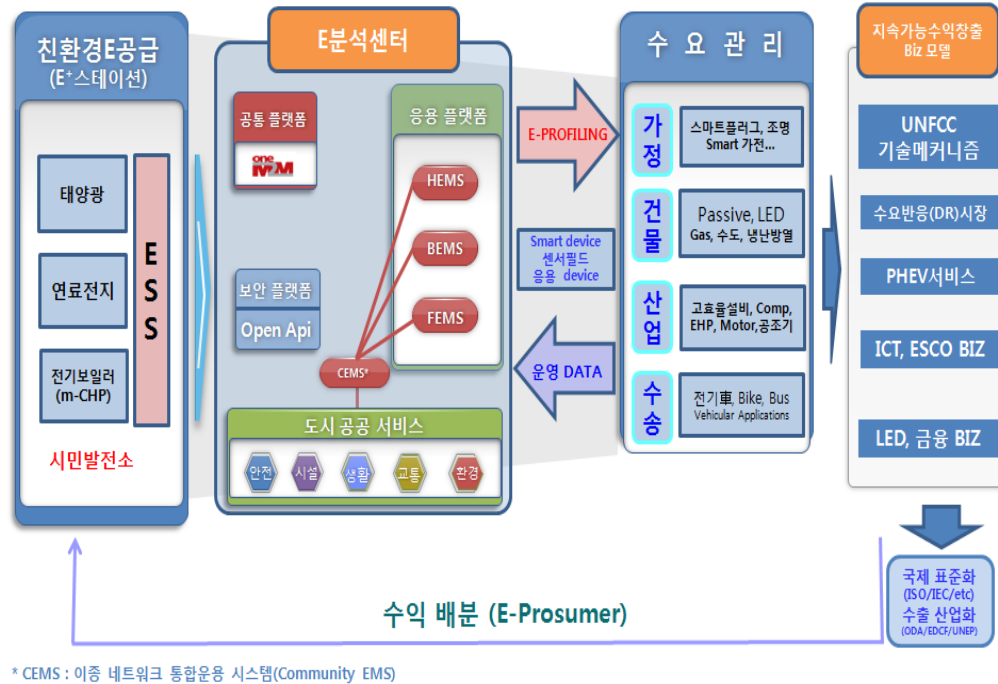 친환경E공급
(E⁺스테이션)
태양광
연료전지
전기보일러
(m-CHP)
E
S
S
시민발전소
E분석센터
공통 플랫폼
one
M2M
보안 플랫폼
Open Api
응용 플랫폼
HEMS
BEMS
FEMS
CEMS*
도시 공공 서비스
안전
시설
생활
교통
환경
E-PROFILING
Smart device
센서필드
응용 device
운영 DATA
수 요 관 리
가
정
스마트플러그, 조명
Smart 가전...
건
물
Passive, LED
Gas, 수도, 냉난방열
산
업
고효율설비, Comp,
EHP, Motor,공조기
수
송
전기車, Bike, Bus
Vehicular Applications
지속가능수익창출
Biz 모델
UNFCC
기술메커니즘
수요반응(DR)시장
PHEV서비스
ICT, ESCO BIZ
LED, 금융 BIZ
국제 표준화
(ISO/IEC/etc)
수출 산업화
(ODA/EDCF/UNEP)
수익 배분 (E-Prosumer)
* CEMS : 이종 네트워크 통합운용 시스템(Community EMS)